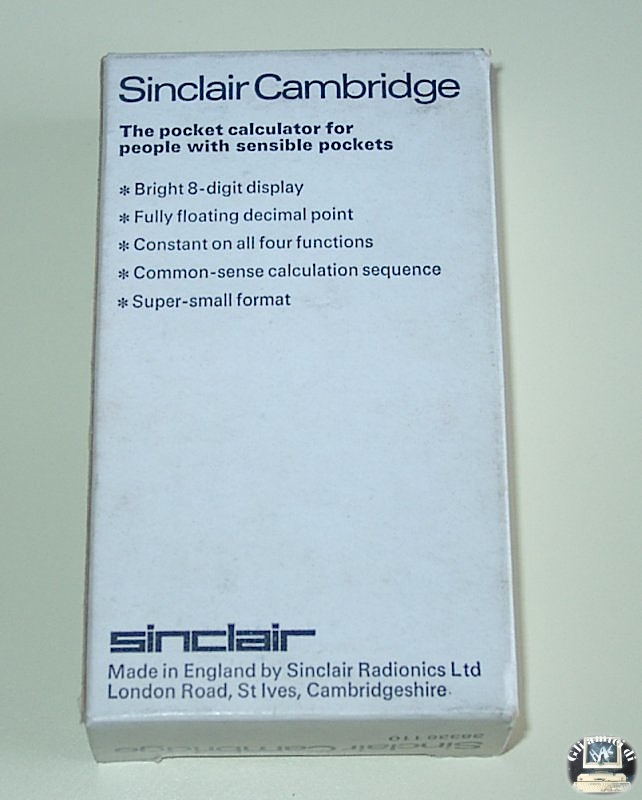 Sinclair Cambridge
The pocket calculator for
people with sensible pockets
* Bright 8-digit display
* Fully floating decimal point
* Constant on all four functions
* Common-sense calculation sequence
* Super-small format
sinclair
Made in England by Sinclair Radionics Ltd
London Road, St Ives, Cambridgeshire.
Sinclair Cambridge